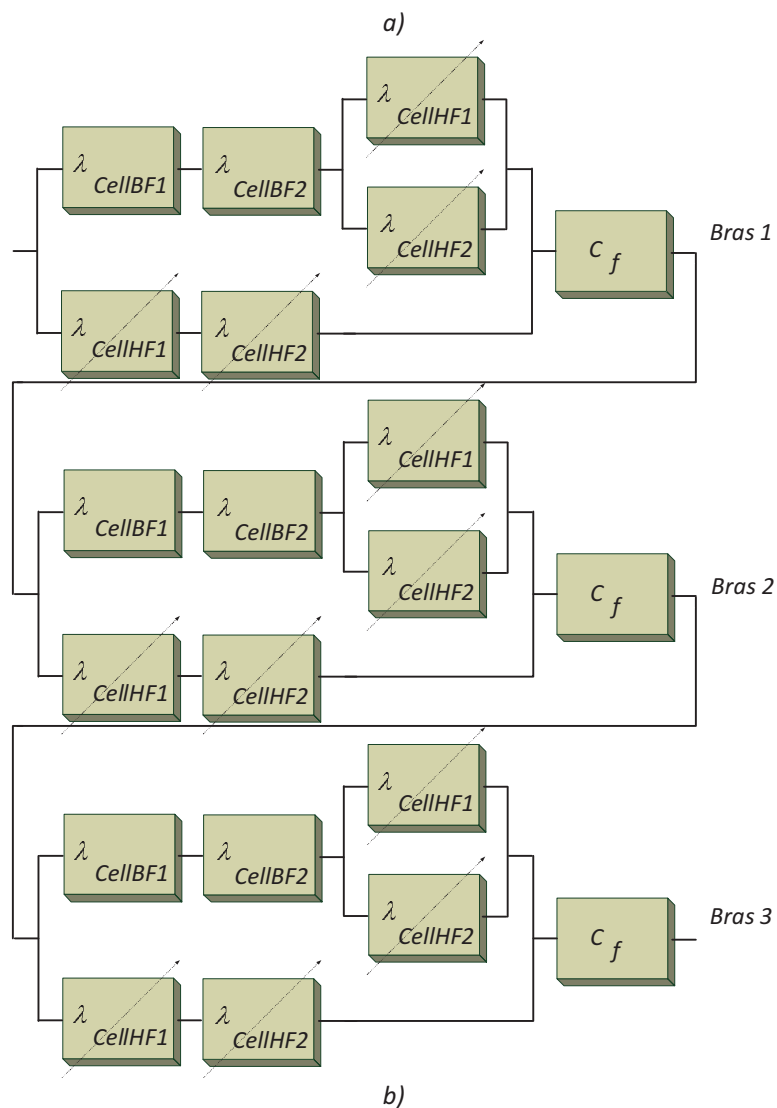 a)
λ CellHF1
λ CellBF1 λ CellBF2
λ CellHF2
Bras 1
C f
λ CellHF1 λ CellHF2
λ CellHF1
λ CellBF1 λ CellBF2
λ CellHF2
Bras 2
C f
λ CellHF1 λ CellHF2
λ CellHF1
λ CellBF1 λ CellBF2
λ CellHF2
Bras 3
C f
λ CellHF1 λ CellHF2
b)